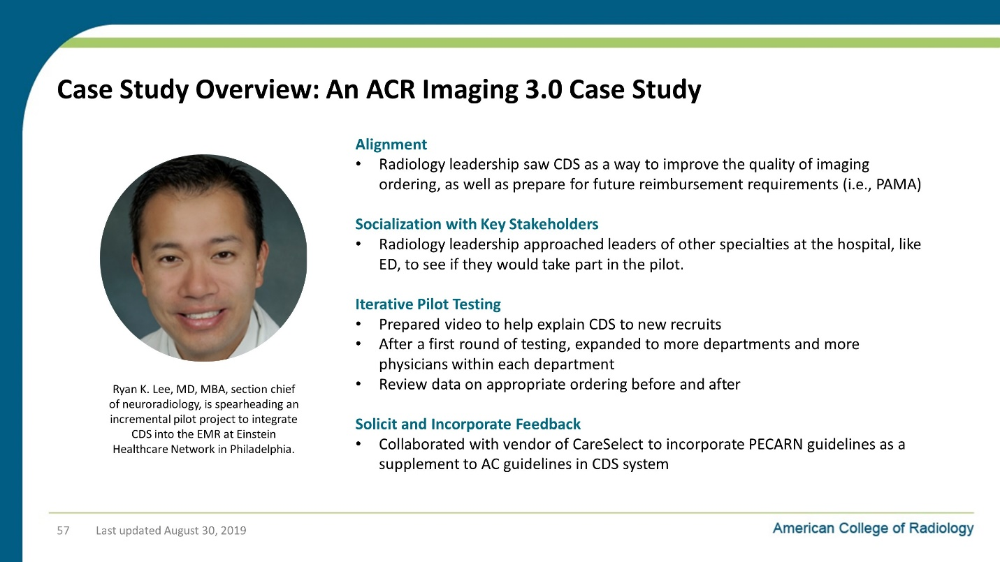 Case Study Overview: An ACR Imaging 3.0 Case Study
Ryan K. Lee, MD, MBA, section chief
of neuroradiology, is spearheading an
incremental pilot project to integrate
CDS into the EMR at Einstein
Healthcare Network in Philadelphia.
Alignment
• Radiology leadership saw CDS as a way to improve the quality of imaging
ordering, as well as prepare for future reimbursement requirements (i.e., PAMA)
Socialization with Key Stakeholders
• Radiology leadership approached leaders of other specialties at the hospital, like
ED, to see if they would take part in the pilot.
Iterative Pilot Testing
• Prepared video to help explain CDS to new recruits
• After a first round of testing, expanded to more departments and more
physicians within each department
• Review data on appropriate ordering before and after
Solicit and Incorporate Feedback
• Collaborated with vendor of CareSelect to incorporate PECARN guidelines as a
supplement to AC guidelines in CDS system
57 Last updated August 30, 2019
American College of Radiology